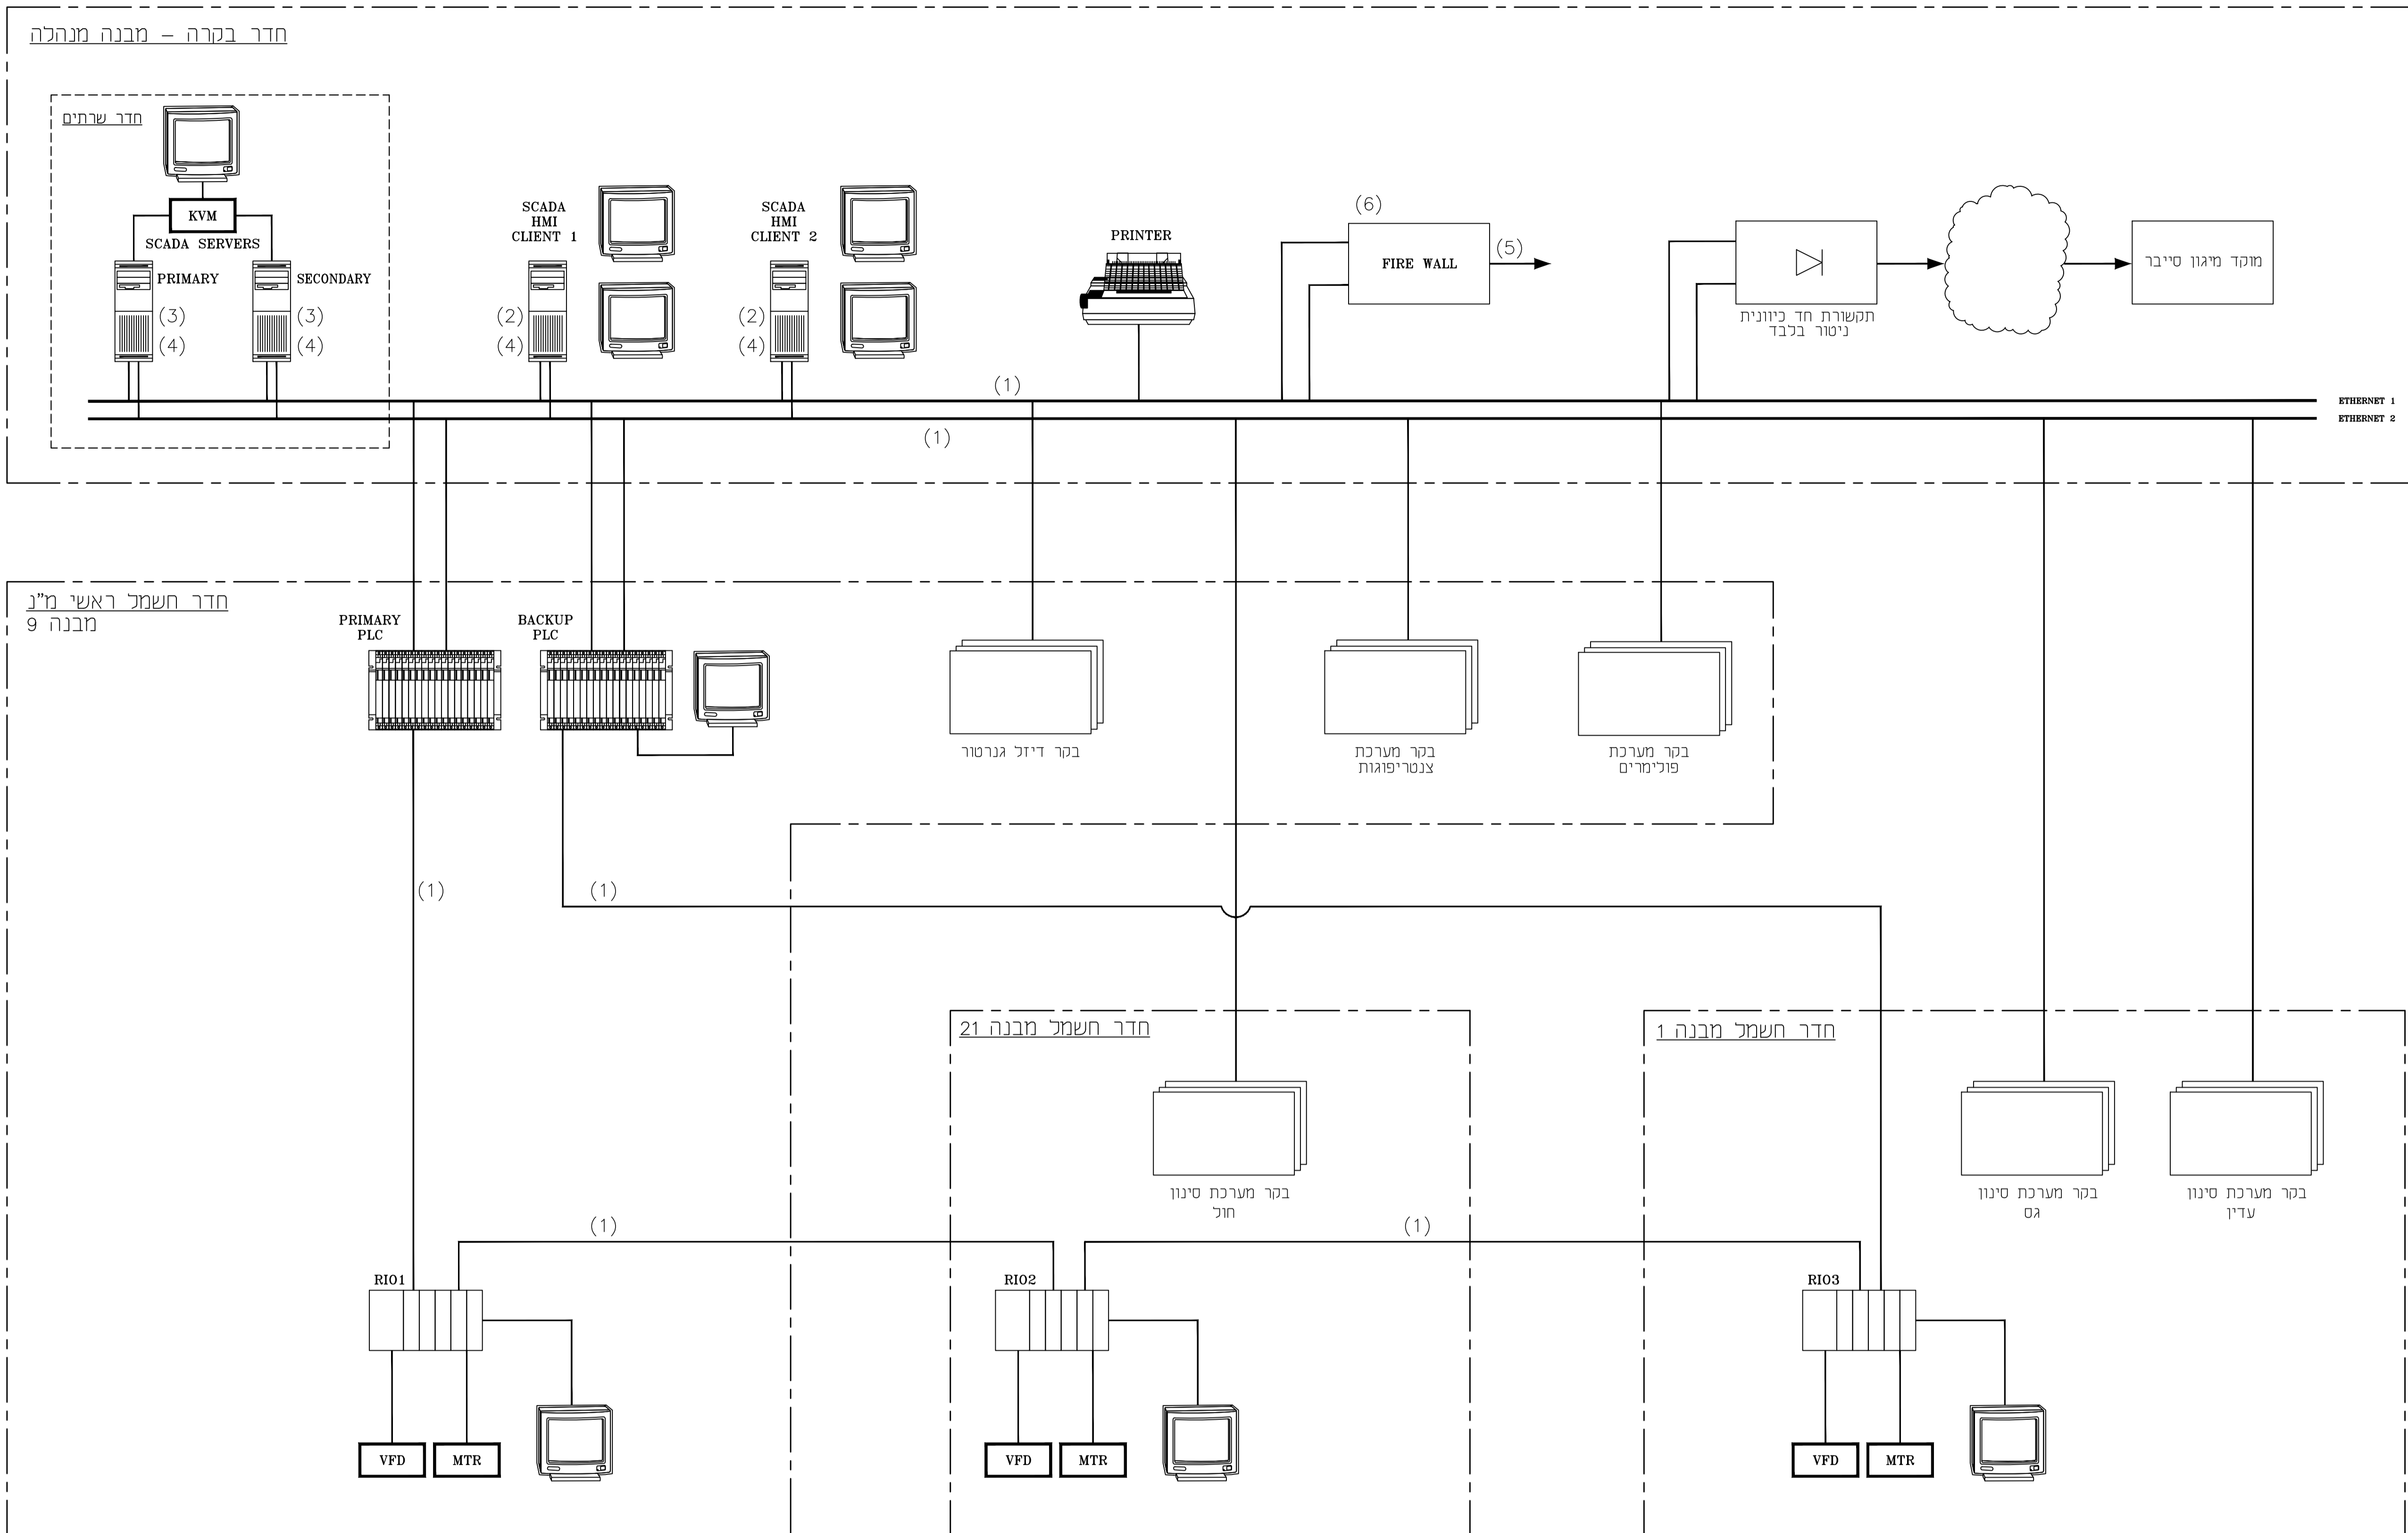 חדר בקרה – מבנה מנהלה
חדר שרתים
KVM
SCADA SERVERS
PRIMARY
SECONDARY
(3)
(4)
(3)
(4)
SCADA
HMI
CLIENT 1
(2)
(4)
SCADA
HMI
CLIENT 2
(2)
(4)
PRINTER
(6)
FIRE WALL
(5)
תקשורת חד כיוונית
ניטור בלבד
מוקד מיגון סייבר
(1)
ETHERNET 1
ETHERNET 2
(1)
חדר חשמל ראשי מ"נ
מבנה 9
PRIMARY
PLC
BACKUP
PLC
בקר דיזל גנרטור
בקר מערכת
צנטריפוגות
בקר מערכת
פולימרים
(1)
(1)
חדר חשמל מבנה 21
חדר חשמל מבנה 1
בקר מערכת סינון
חול
בקר מערכת סינון
גס
בקר מערכת סינון
עדין
(1)
(1)
RIO1
RIO2
RIO3
VFD
MTR
VFD
MTR
VFD
MTR